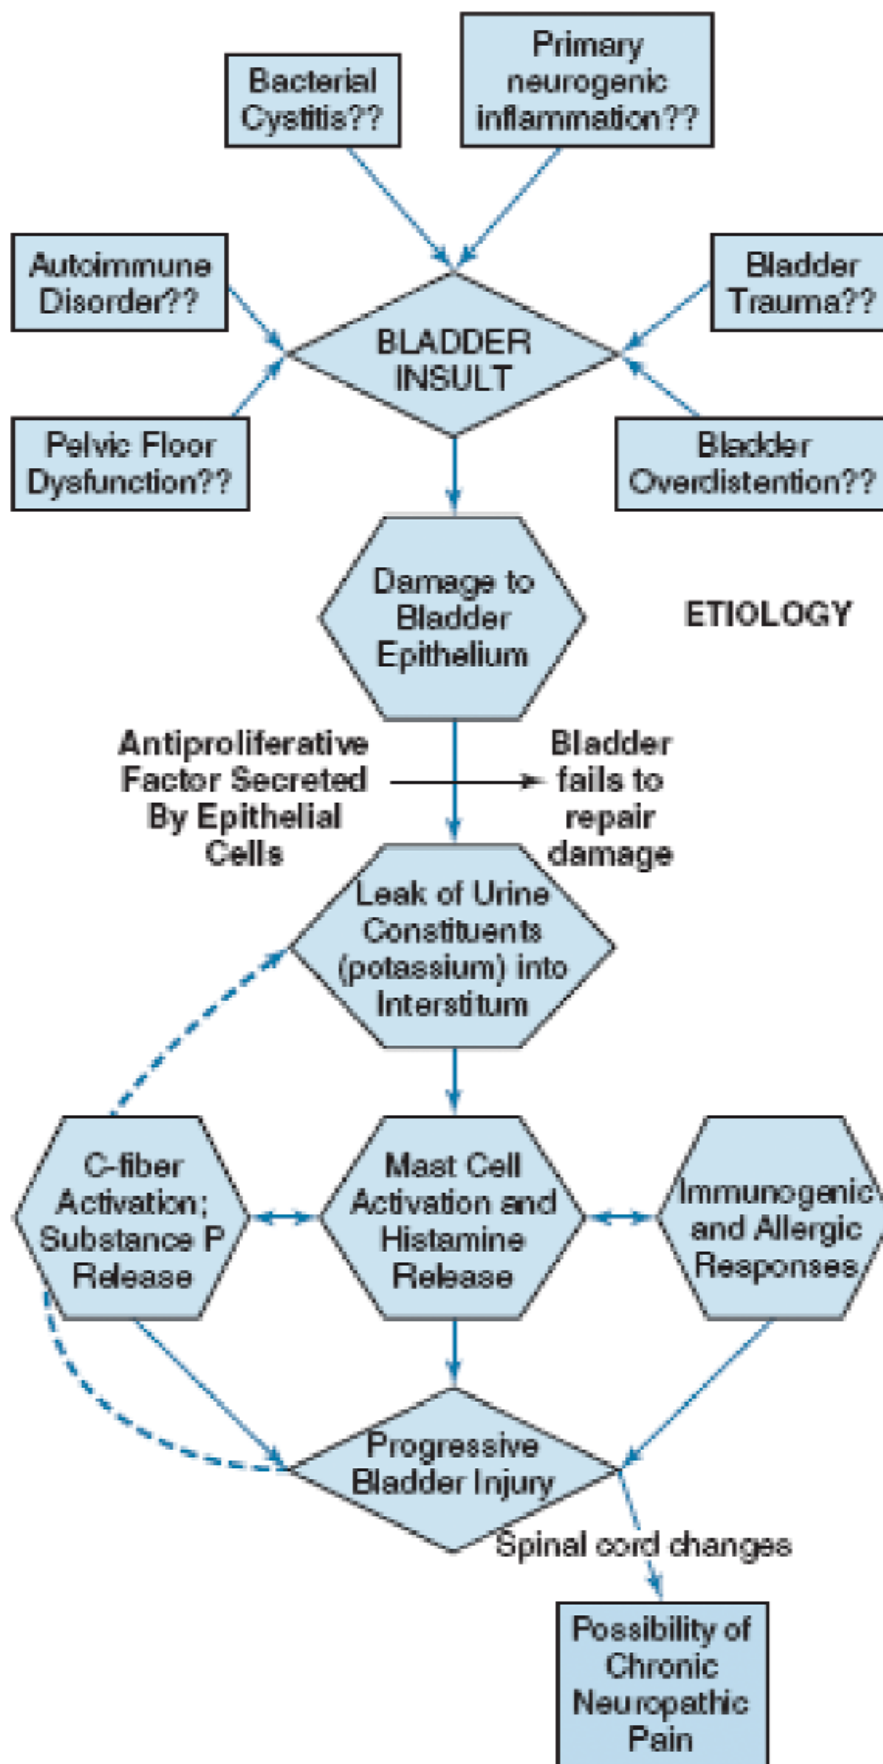 Bacterial
Cystitis??
Primary
neurogenic
inflammation??
Autoimmune
Disorder??
BLADDER
INSULT
Bladder
Trauma??
Pelvic Floor
Dysfunction??
Bladder
Overdistention??
Damage to
Bladder
Epithelium
ETIOLOGY
Antiproliferative
Factor Secreted
By Epithelial
Cells
Bladder
fails to
repair
damage
Leak of Urine
Constituents
(potassium) into
Interstitum
C-fiber
Activation;
Substance P
Release
Mast Cell
Activation and
Histamine
Release
Immunogenic
and Allergic
Responses
Progressive
Bladder Injury
Spinal cord changes
Possibility of
Chronic
Neuropathic
Pain